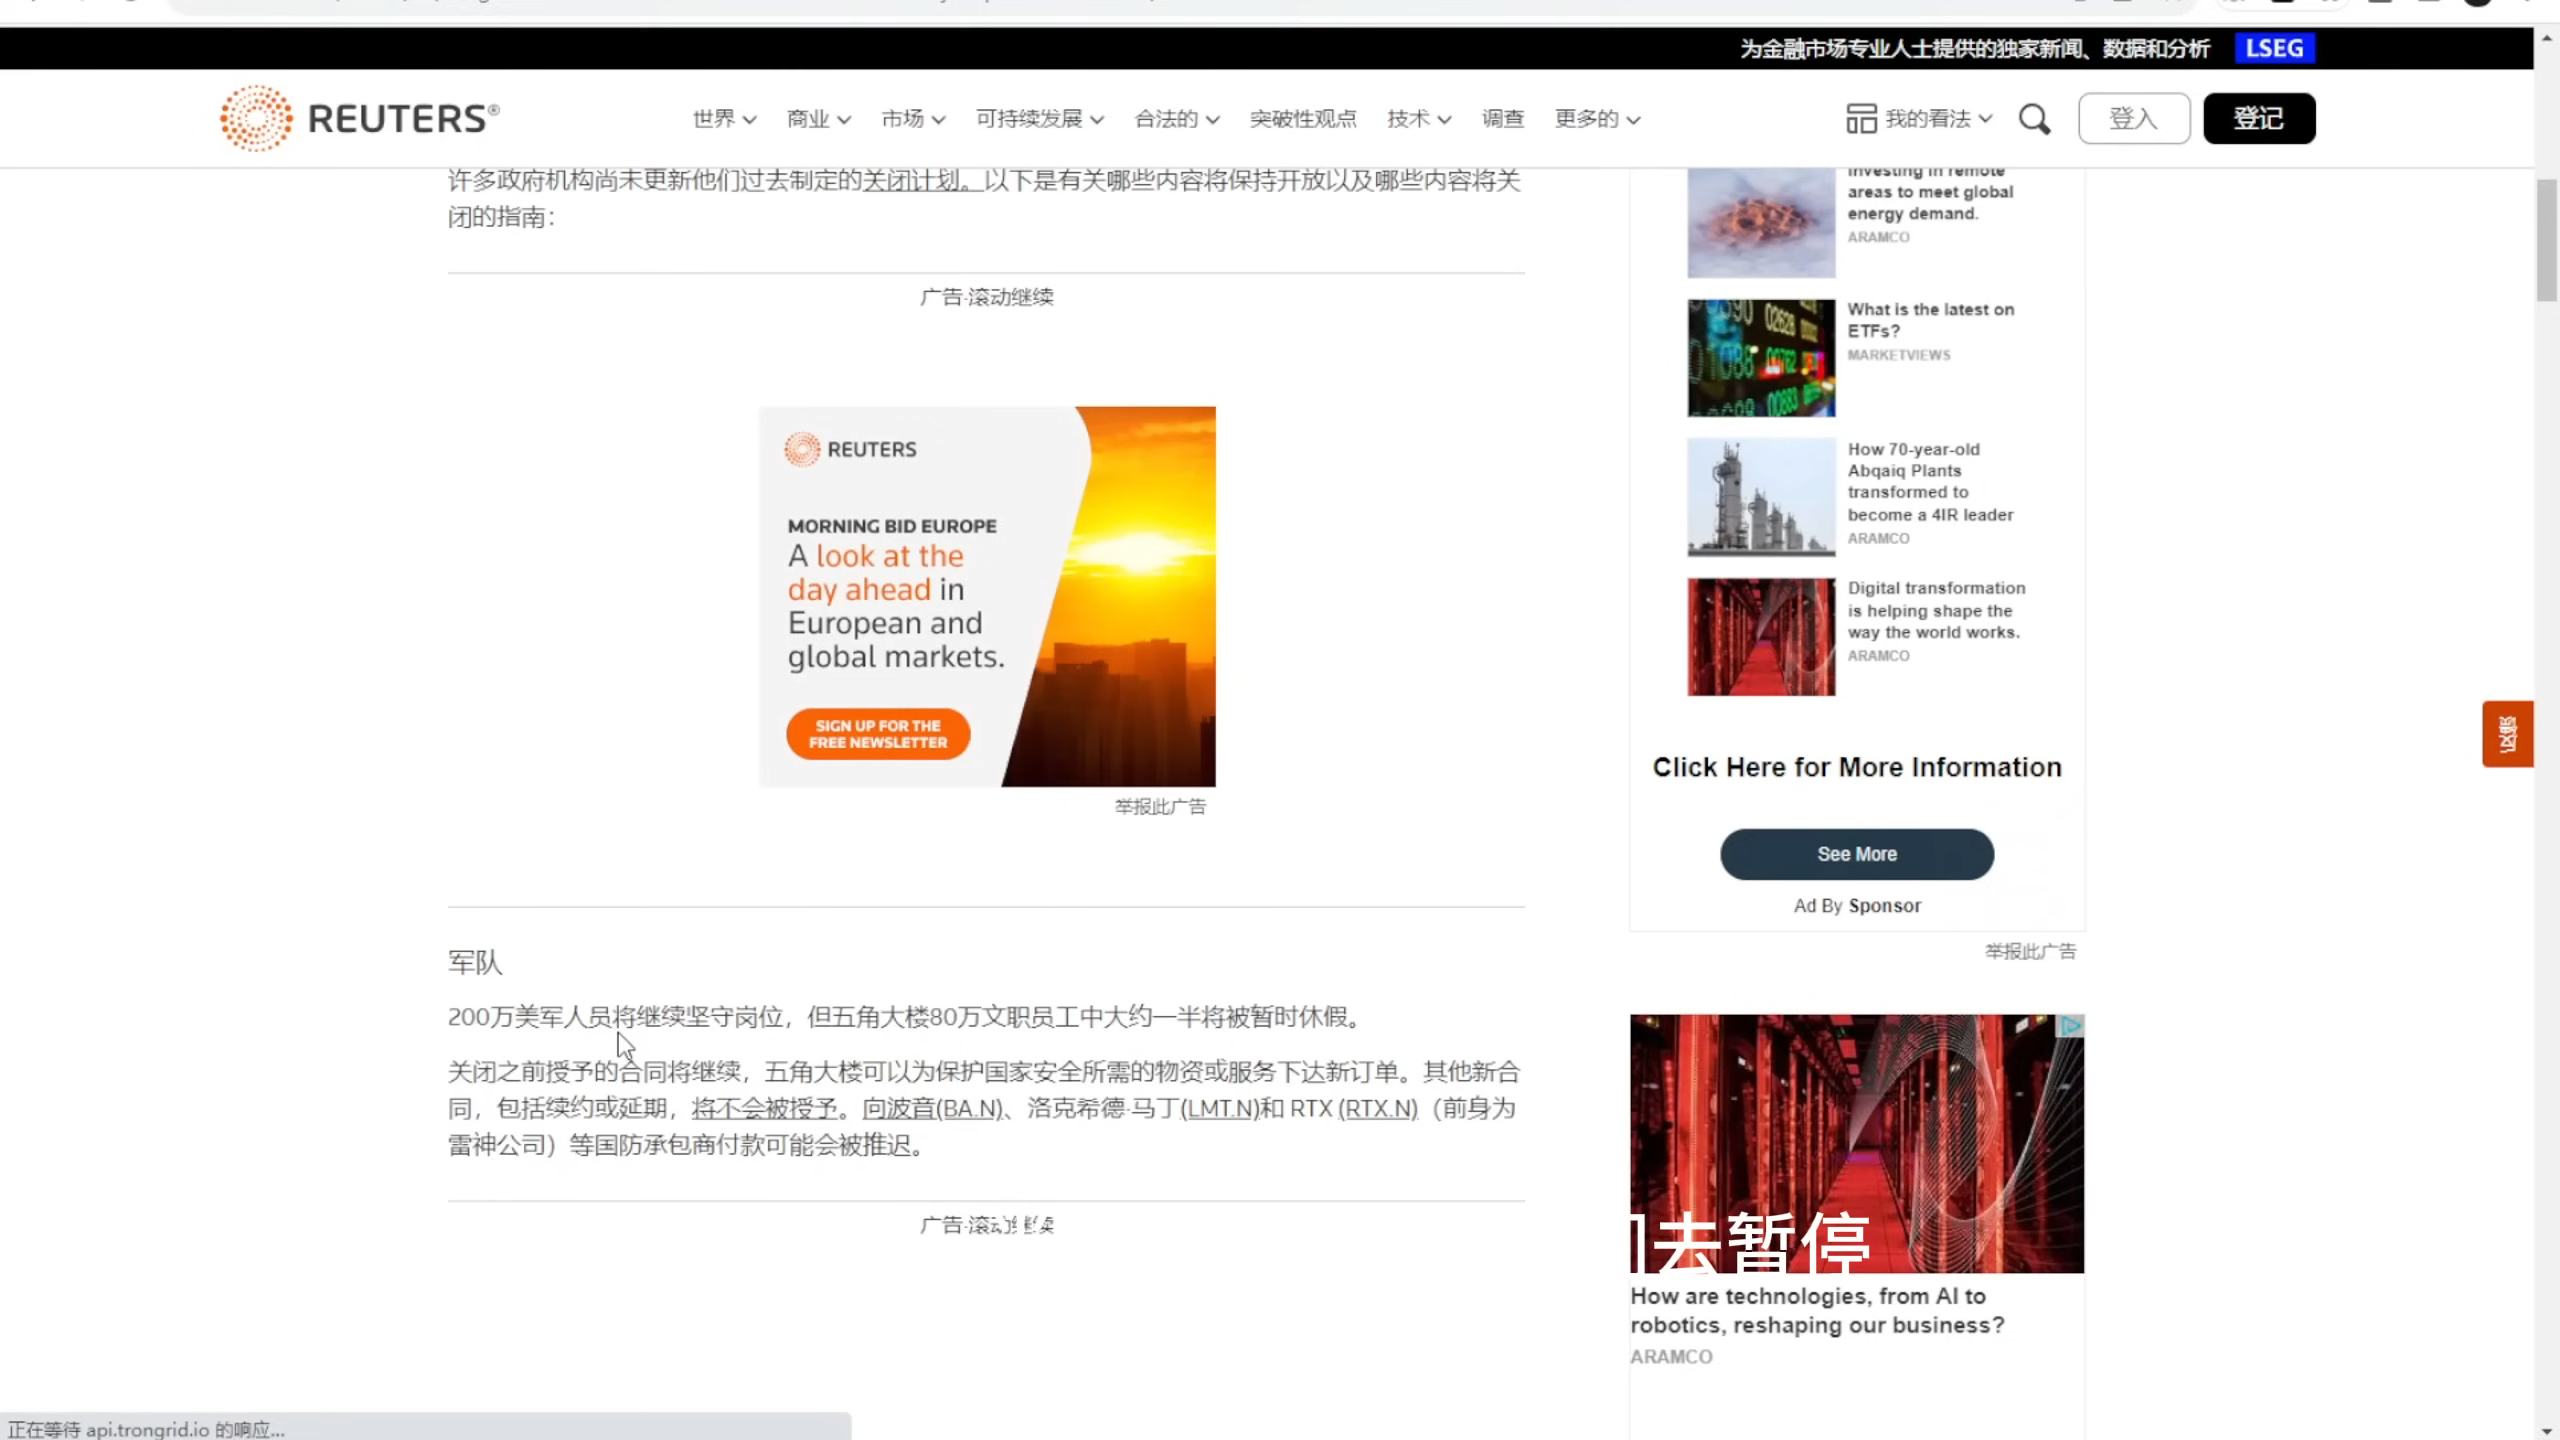 为金融市场专业人士提供的独家新闻、数据和分析 LSEG
REUTERS®
世界 商业 市场 可持续发展 合法的 突破性观点 技术 调查 更多的 我的看法 登入 登记
许多政府机构尚未更新他们过去制定的关闭计划。以下是有关哪些内容将保持开放以及哪些内容将关
闭的指南：
广告·滚动继续
REUTERS
MORNING BID EUROPE
A look at the
day ahead in
European and
global markets.
SIGN UP FOR THE
FREE NEWSLETTER
举报此广告
军队
200万美军人员将继续坚守岗位，但五角大楼80万文职员工中大约一半将被暂时休假。
关闭之前授予的合同将继续，五角大楼可以为保护国家安全所需的物资或服务下达新订单。其他新合
同，包括续约或延期，将不会被授予。向波音(BA.N)、洛克希德·马丁(LMT.N)和 RTX (RTX.N)（前身为
雷神公司）等国防承包商付款可能会被推迟。
广告·滚动继续
investing in remote
areas to meet global
energy demand.
ARAMCO
What is the latest on
ETFs?
MARKETVIEWS
How 70-year-old
Abqaiq Plants
transformed to
become a 4IR leader
ARAMCO
Digital transformation
is helping shape the
way the world works.
ARAMCO
Click Here for More Information
See More
Ad By Sponsor
举报此广告
去暂停
How are technologies, from AI to
robotics, reshaping our business?
ARAMCO
反馈
正在等待 api.trongrid.io 的响应...